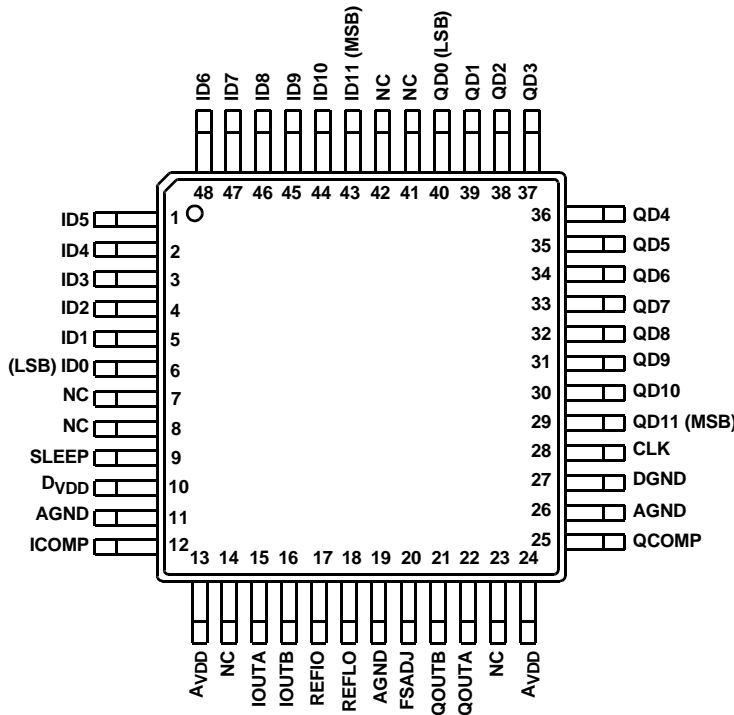 ID6
ID7
ID8
ID9
ID10
ID11 (MSB)
NC
NC
QD0 (LSB)
QD1
QD2
QD3
48 47 46 45 44 43 42 41 40 39 38 37
ID5 1
ID4 2
ID3 3
ID2 4
ID1 5
(LSB) ID0 6
NC 7
NC 8
SLEEP 9
DVDD 10
AGND 11
ICOMP 12
36 QD4
35 QD5
34 QD6
33 QD7
32 QD8
31 QD9
30 QD10
29 QD11 (MSB)
28 CLK
27 DGND
26 AGND
25 QCOMP
13 14 15 16 17 18 19 20 21 22 23 24
AVDD
NC
IOUTA
IOUTB
REFIO
REFLO
AGND
FSADJ
QOUTB
QOUTA
NC
AVDD